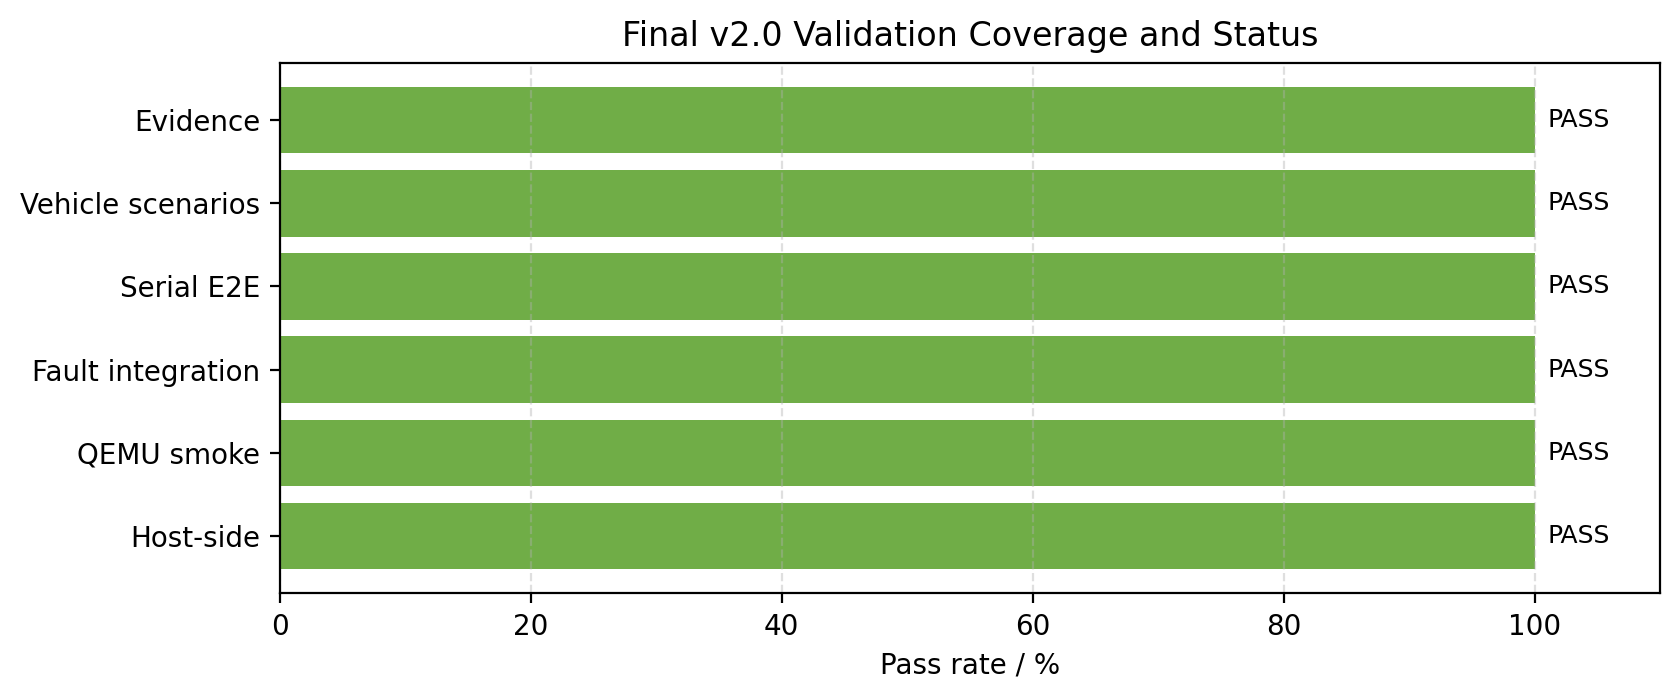 Final v2.0 Validation Coverage and Status
Evidence PASS
Vehicle scenarios PASS
Serial E2E PASS
Fault integration PASS
QEMU smoke PASS
Host-side PASS
0 20 40 60 80 100
Pass rate / %